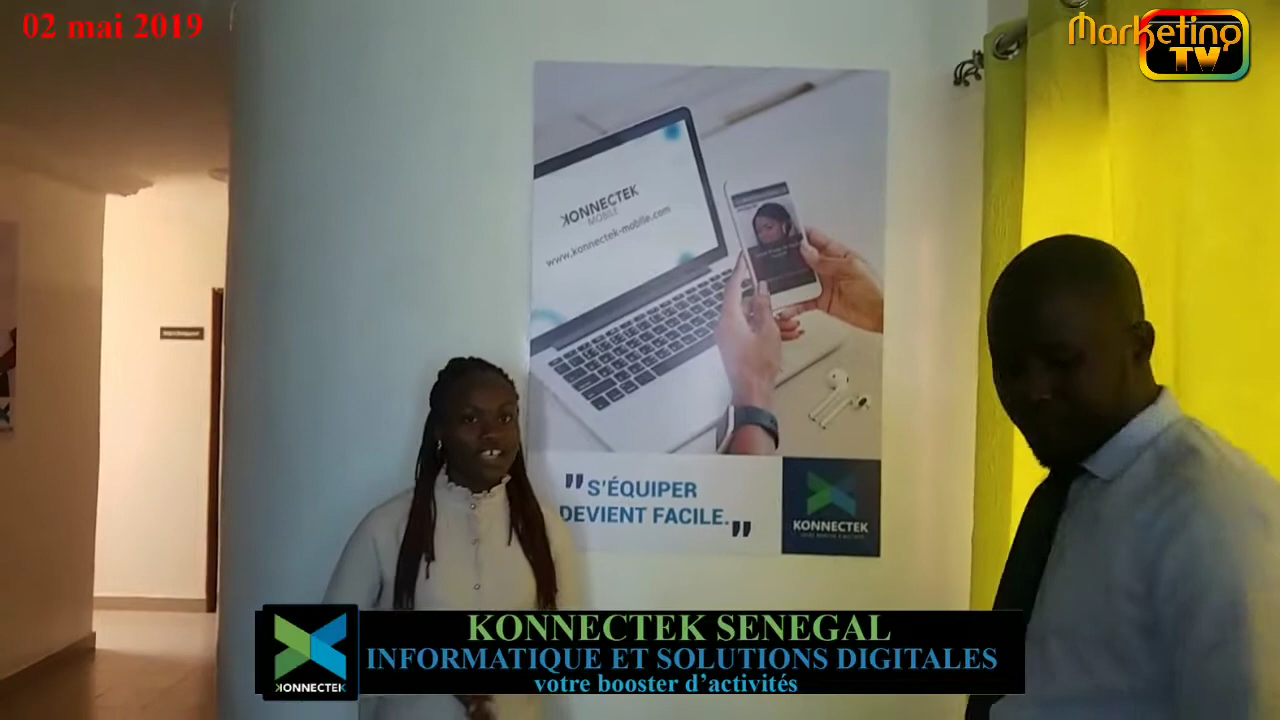 02 mai 2019
Marketing
TV
KONNECTEK
MOBILE
www.konnectek-mobile.com
"S'ÉQUIPER
DEVIENT FACILE."
KONNECTEK
KONNECTEK SENEGAL
INFORMATIQUE ET SOLUTIONS DIGITALES
votre booster d'activités
KONNECTEK